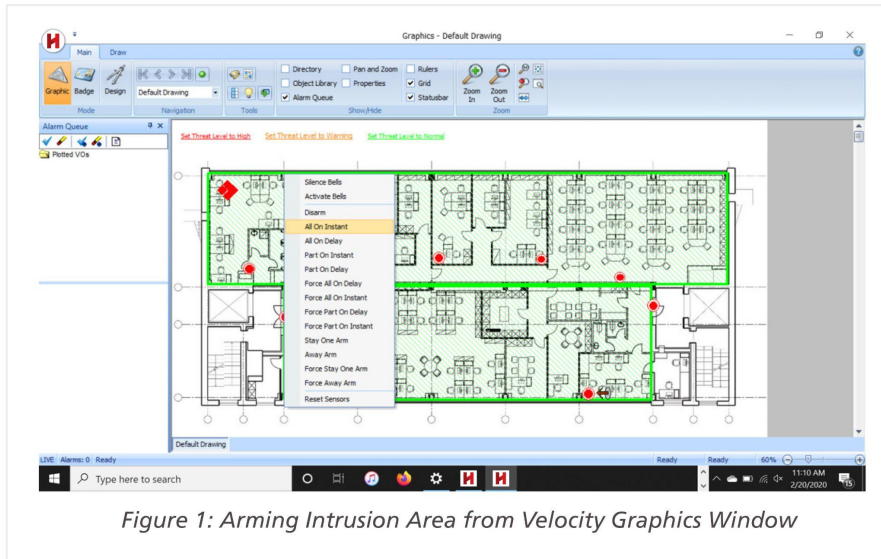 Graphics - Default Drawing
Main Draw
Graphic Badge Design
Mode
Default Drawing
Navigation
Tools
Directory Pan and Zoom Rulers
Object Library Properties Grid
Alarm Queue Statusbar
Show/Hide
Zoom In Zoom Out
Zoom
Alarm Queue
Plotted VOs
Set Threat Level to High Set Threat Level to Warning Set Threat Level to Normal
Silence Bells
Activate Bells
Disarm
All On Instant
All On Delay
Part On Instant
Part On Delay
Force All On Delay
Force All On Instant
Force Part On Delay
Force Part On Instant
Stay One Arm
Away Arm
Force Stay One Arm
Force Away Arm
Reset Sensors
Default Drawing
LIVE Alarms: 0 Ready Ready Ready 60%
Type here to search
11:10 AM
2/20/2020
15
Figure 1: Arming Intrusion Area from Velocity Graphics Window